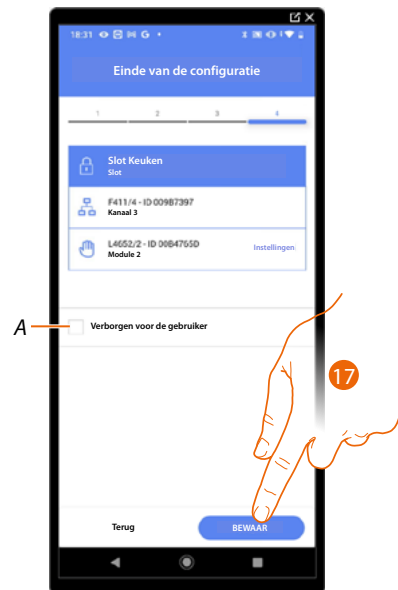 18:31 G
Einde van de configuratie
1 2 3 4
Slot Keuken
Slot
F411/4 - ID 009B7397
Kanaal 3
L4652/2 - ID 00B4765D
Module 2
Instellingen
A
Verborgen voor de gebruiker
17
Terug
BEWAAR